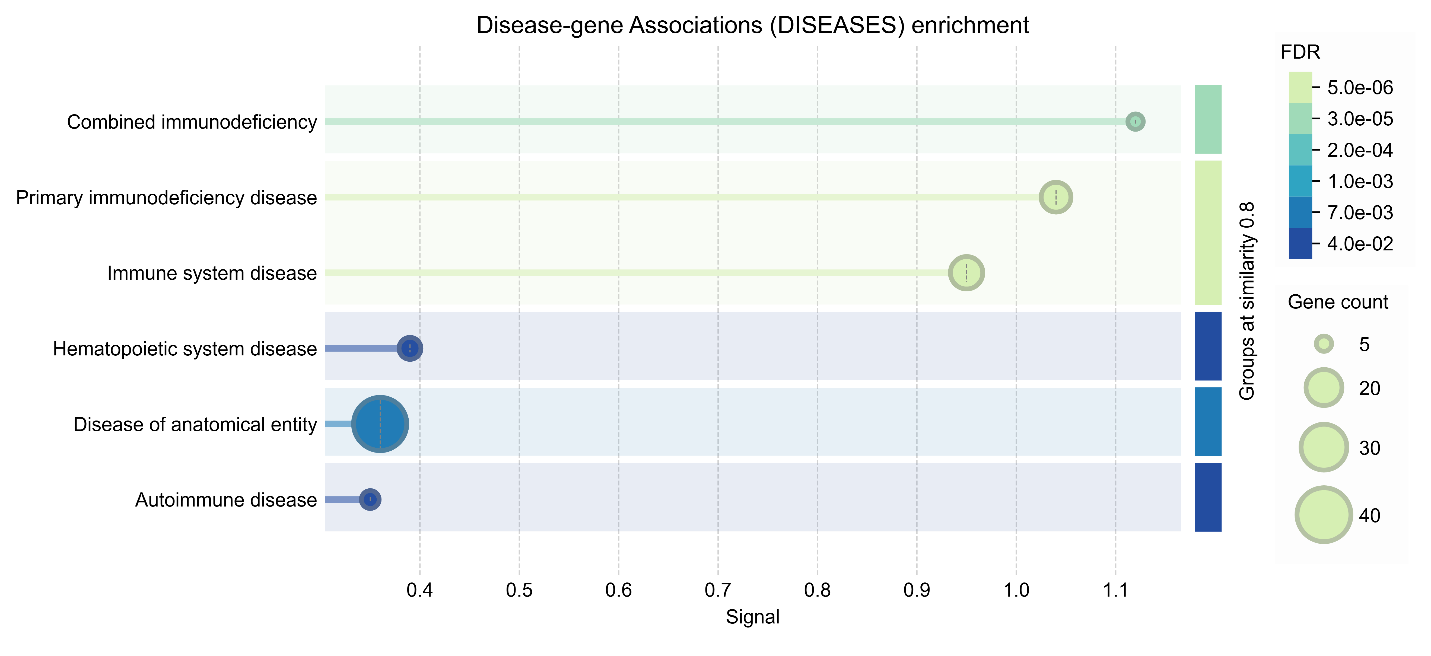 Disease-gene Associations (DISEASES) enrichment
Combined immunodeficiency
Primary immunodeficiency disease
Immune system disease
Hematopoietic system disease
Disease of anatomical entity
Autoimmune disease
0.4 0.5 0.6 0.7 0.8 0.9 1.0 1.1
Signal
Groups at similarity 0.8
FDR
5.0e-06
3.0e-05
2.0e-04
1.0e-03
7.0e-03
4.0e-02
Gene count
5
20
30
40